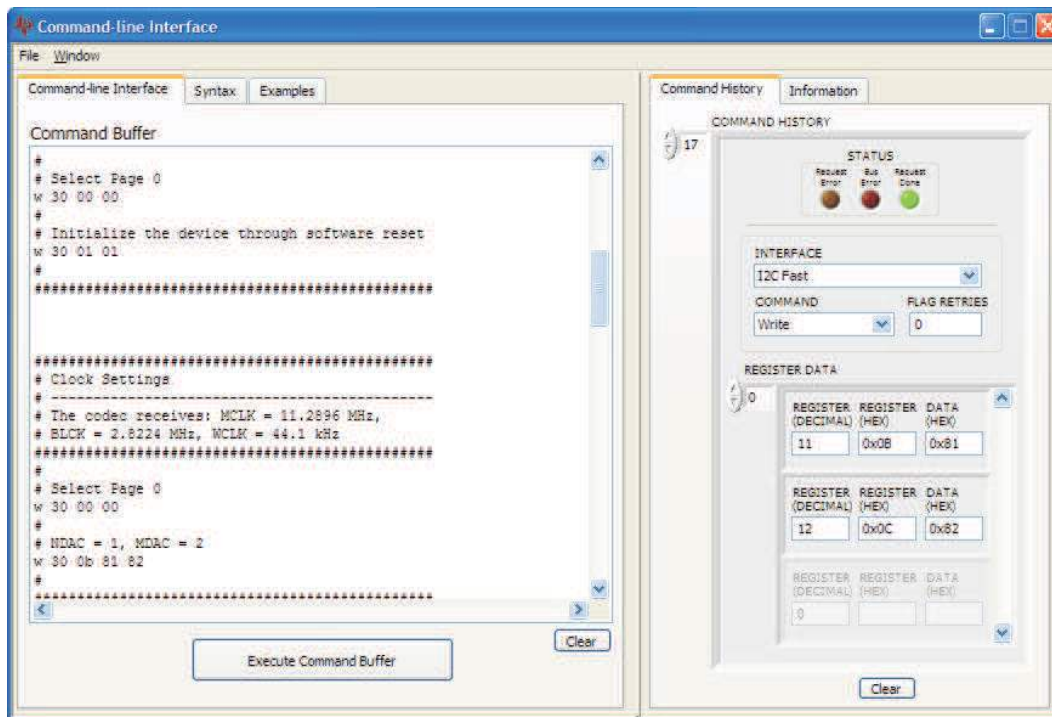 Command-line Interface
File Window
Command-line Interface Syntax Examples
Command Buffer
#
# Select Page 0
w 30 00 00
#
# Initialize the device through software reset
w 30 01 01
#
###############################################
###############################################
# Clock Settings
# ---------------------------------------------
# The codec receives: MCLK = 11.2896 MHz,
# BLCK = 2.8224 MHz, WCLK = 44.1 kHz
###############################################
#
# Select Page 0
w 30 00 00
#
# NDAC = 1, MDAC = 2
w 30 0b 81 82
#
###############################################
Clear
Execute Command Buffer
Command History Information
COMMAND HISTORY
17
STATUS
Request Error
Bus Error
Request Done
INTERFACE
I2C Fast
COMMAND FLAG RETRIES
Write 0
REGISTER DATA
0
REGISTER (DECIMAL) REGISTER (HEX) DATA (HEX)
11 0x0B 0x81
REGISTER (DECIMAL) REGISTER (HEX) DATA (HEX)
12 0x0C 0x82
REGISTER (DECIMAL) REGISTER (HEX) DATA (HEX)
0
Clear